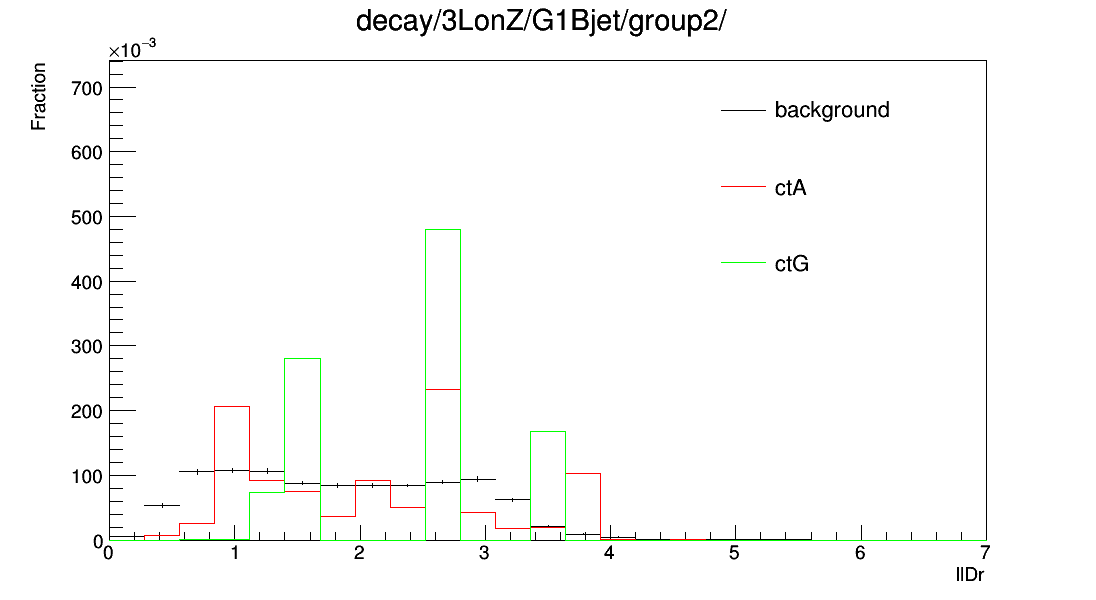 decay/3LonZ/G1Bjet/group2/
×10⁻³
Fraction
700
600
500
400
300
200
100
0
background
ctA
ctG
0 1 2 3 4 5 6 7
llDr